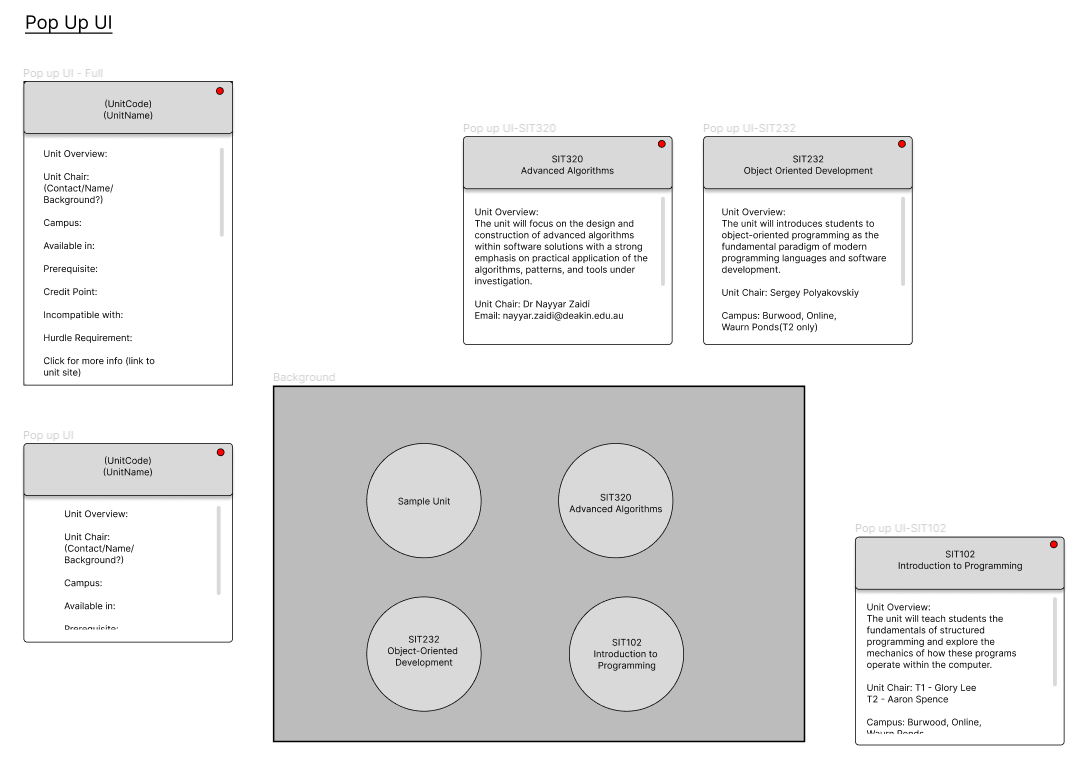 Pop Up UI
Pop up UI - Full
(UnitCode)
(UnitName)
Unit Overview:
Unit Chair:
(Contact/Name/
Background?)
Campus:
Available in:
Prerequisite:
Credit Point:
Incompatible with:
Hurdle Requirement:
Click for more info (link to
unit site)
Pop up UI-SIT320
SIT320
Advanced Algorithms
Unit Overview:
The unit will focus on the design and
construction of advanced algorithms
within software solutions with a strong
emphasis on practical application of the
algorithms, patterns, and tools under
investigation.
Unit Chair: Dr Nayyar Zaidi
Email: nayyar.zaidi@deakin.edu.au
Pop up UI-SIT232
SIT232
Object Oriented Development
Unit Overview:
The unit will introduces students to
object-oriented programming as the
fundamental paradigm of modern
programming languages and software
development.
Unit Chair: Sergey Polyakovskiy
Campus: Burwood, Online,
Waurn Ponds(T2 only)
Pop up UI
(UnitCode)
(UnitName)
Unit Overview:
Unit Chair:
(Contact/Name/
Background?)
Campus:
Available in:
Prerequisite:
Background
Sample Unit
SIT320
Advanced Algorithms
SIT232
Object-Oriented
Development
SIT102
Introduction to
Programming
Pop up UI-SIT102
SIT102
Introduction to Programming
Unit Overview:
The unit will teach students the
fundamentals of structured
programming and explore the
mechanics of how these programs
operate within the computer.
Unit Chair: T1 - Glory Lee
T2 - Aaron Spence
Campus: Burwood, Online,
Waurn Ponds